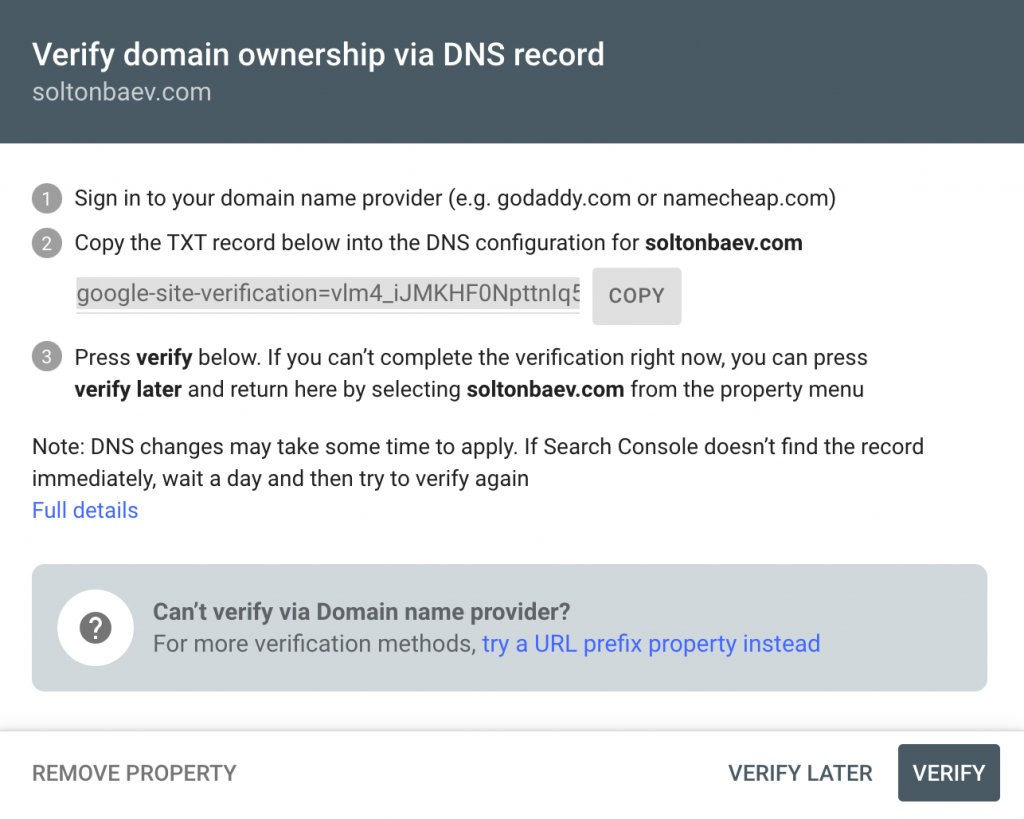 Verify domain ownership via DNS record
soltonbaev.com
1 Sign in to your domain name provider (e.g. godaddy.com or namecheap.com)
2 Copy the TXT record below into the DNS configuration for soltonbaev.com
google-site-verification=vlm4_iJMKHF0NpttnIq5 COPY
3 Press verify below. If you can’t complete the verification right now, you can press
verify later and return here by selecting soltonbaev.com from the property menu
Note: DNS changes may take some time to apply. If Search Console doesn’t find the record
immediately, wait a day and then try to verify again
Full details
?
Can’t verify via Domain name provider?
For more verification methods, try a URL prefix property instead
REMOVE PROPERTY VERIFY LATER VERIFY